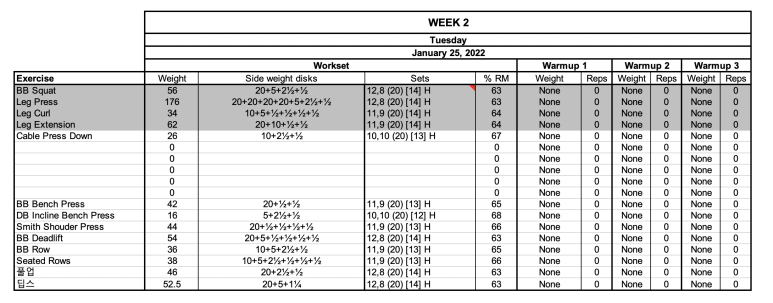 WEEK 2
Tuesday
January 25, 2022
Workset Warmup 1 Warmup 2 Warmup 3
Exercise Weight Side weight disks Sets % RM Weight Reps Weight Reps Weight Reps
BB Squat 56 20+5+2½+½ 12,8 (20) [14] H 63 None 0 None 0 None 0
Leg Press 176 20+20+20+20+5+2½+½ 12,8 (20) [14] H 63 None 0 None 0 None 0
Leg Curl 34 10+5+½+½+½+½ 11,9 (20) [14] H 64 None 0 None 0 None 0
Leg Extension 62 20+10+½+½ 11,9 (20) [14] H 64 None 0 None 0 None 0
Cable Press Down 26 10+2½+½ 10,10 (20) [13] H 67 None 0 None 0 None 0
0 0 None 0 None 0 None 0
0 0 None 0 None 0 None 0
0 0 None 0 None 0 None 0
0 0 None 0 None 0 None 0
0 0 None 0 None 0 None 0
BB Bench Press 42 20+½+½ 11,9 (20) [13] H 65 None 0 None 0 None 0
DB Incline Bench Press 16 5+2½+½ 10,10 (20) [12] H 68 None 0 None 0 None 0
Smith Shouder Press 44 20+½+½+½+½ 11,9 (20) [13] H 66 None 0 None 0 None 0
BB Deadlift 54 20+5+½+½+½+½ 12,8 (20) [14] H 63 None 0 None 0 None 0
BB Row 36 10+5+2½+½ 11,9 (20) [13] H 65 None 0 None 0 None 0
Seated Rows 38 10+5+2½+½+½+½ 11,9 (20) [13] H 66 None 0 None 0 None 0
풀업 46 20+2½+½ 12,8 (20) [14] H 63 None 0 None 0 None 0
딥스 52.5 20+5+1¼ 12,8 (20) [14] H 63 None 0 None 0 None 0